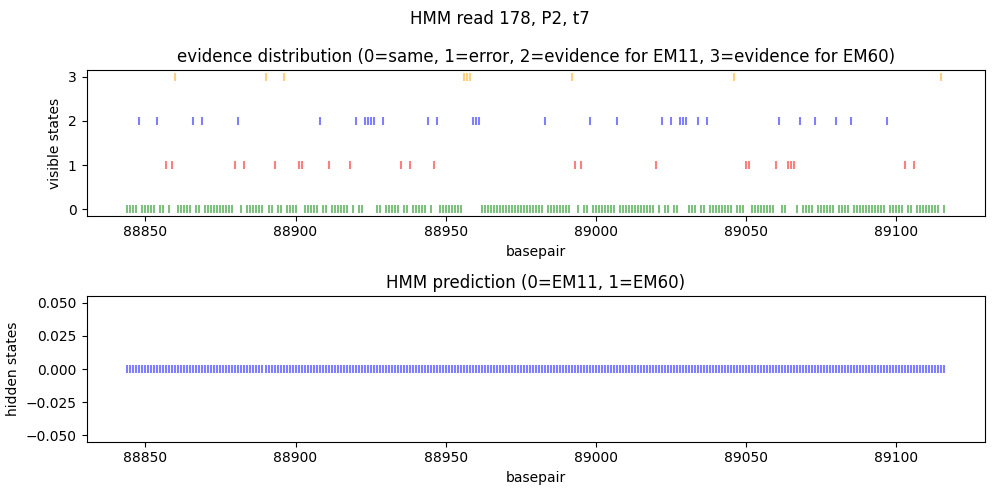 HMM read 178, P2, t7
evidence distribution (0=same, 1=error, 2=evidence for EM11, 3=evidence for EM60)
visible states
3
2
1
0
88850 88900 88950 89000 89050 89100
basepair
HMM prediction (0=EM11, 1=EM60)
hidden states
0.050
0.025
0.000
−0.025
−0.050
88850 88900 88950 89000 89050 89100
basepair